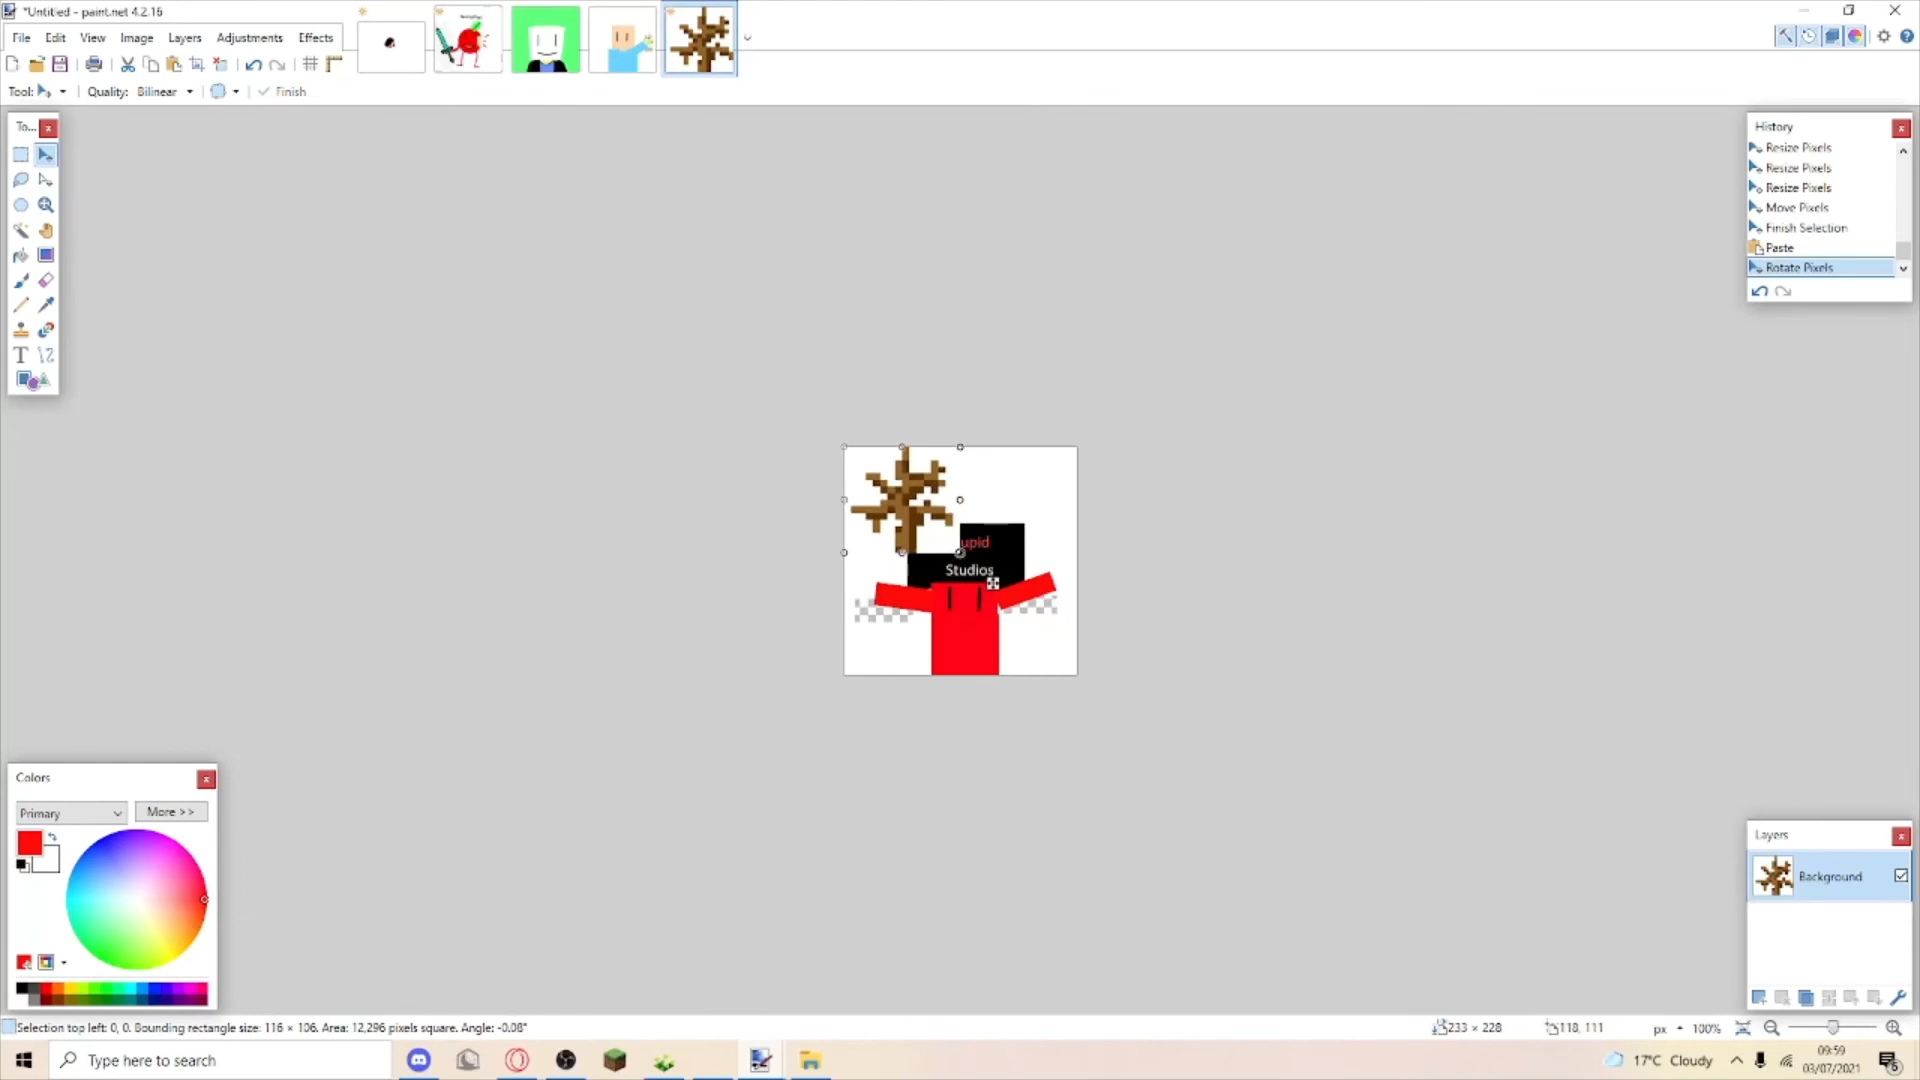 *Untitled - paint.net 4.2.16
File Edit View Image Layers Adjustments Effects
Tool: Quality: Bilinear Finish
To...
History
Resize Pixels
Resize Pixels
Resize Pixels
Move Pixels
Finish Selection
Paste
Rotate Pixels
upid
Studios
Colors
Primary More >>
Layers
Background
Selection top left: 0, 0. Bounding rectangle size: 116 × 106. Area: 12,296 pixels square. Angle: -0.08°
233 × 228 118, 111 px 100%
Type here to search
17°C Cloudy
09:59
03/07/2021